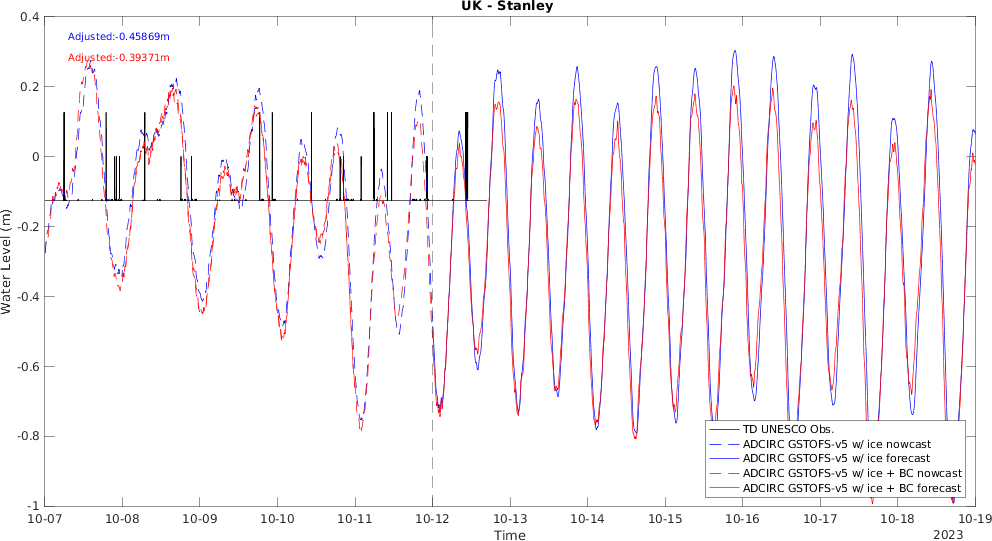 UK - Stanley
Adjusted:-0.45869m
Adjusted:-0.39371m
0.4
0.2
0
-0.2
-0.4
-0.6
-0.8
-1
Water Level (m)
TD UNESCO Obs.
ADCIRC GSTOFS-v5 w/ ice nowcast
ADCIRC GSTOFS-v5 w/ ice forecast
ADCIRC GSTOFS-v5 w/ ice + BC nowcast
ADCIRC GSTOFS-v5 w/ ice + BC forecast
10-07 10-08 10-09 10-10 10-11 10-12 10-13 10-14 10-15 10-16 10-17 10-18 10-19
Time
2023